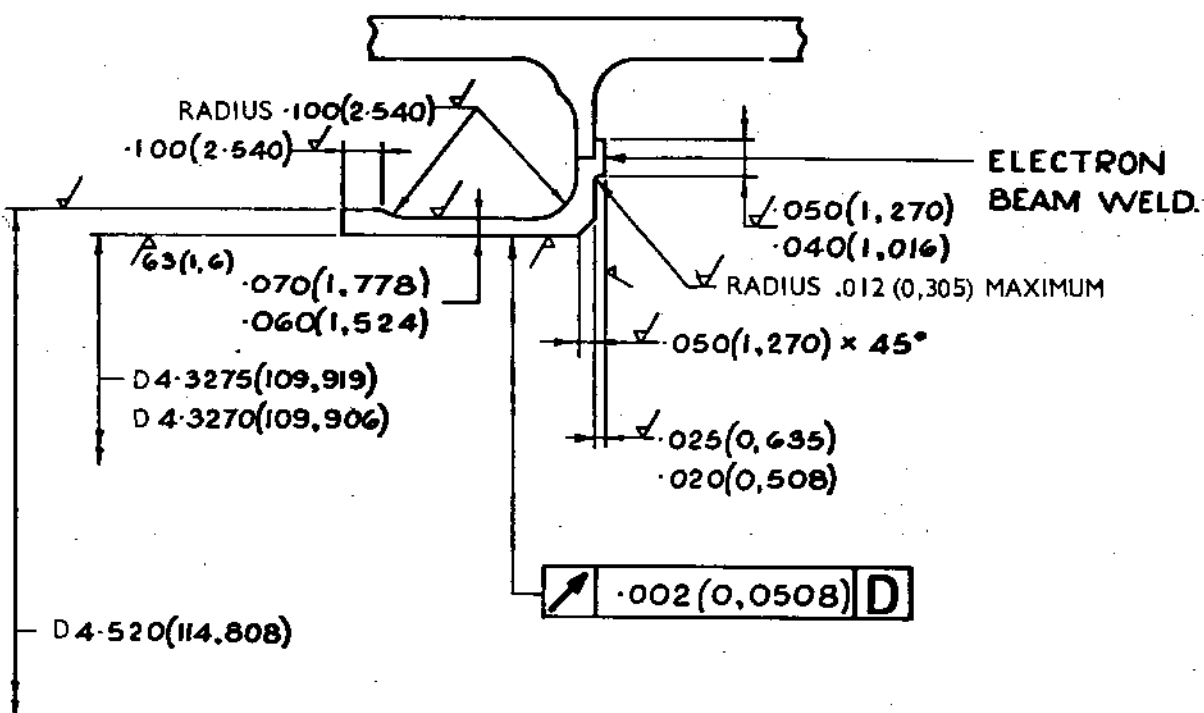 RADIUS ·100(2·540)
·100(2·540)
ELECTRON
BEAM WELD.
·050(1,270)
·040(1,016)
63(1,6)
·070(1,778)
·060(1,524)
RADIUS .012 (0,305) MAXIMUM
·050(1,270) × 45°
D 4·3275(109,919)
D 4·3270(109,906)
·025(0,635)
·020(0,508)
·002(0,0508) D
D 4·520(114,808)